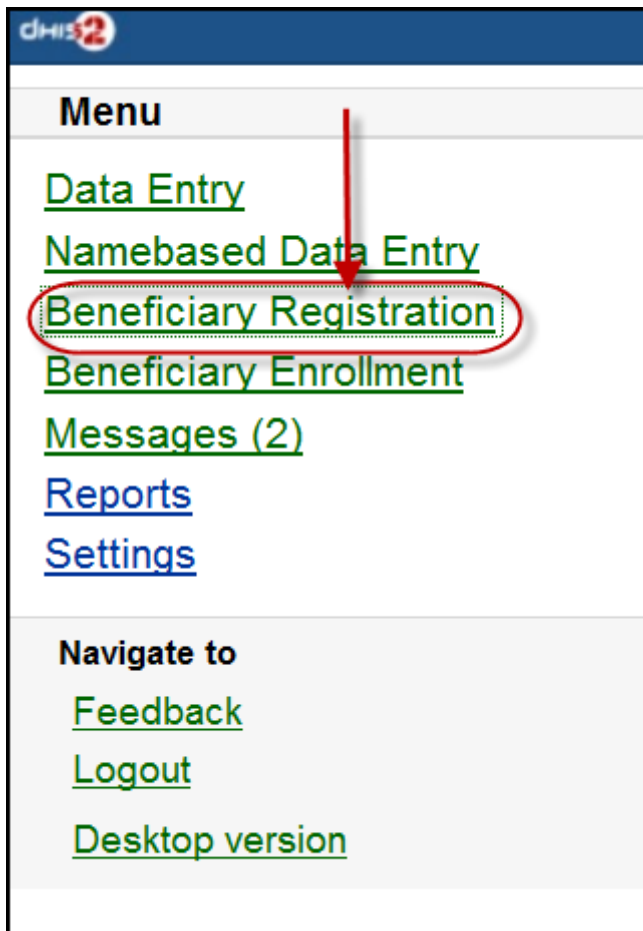 dHIS2
Menu
Data Entry
Namebased Data Entry
Beneficiary Registration
Beneficiary Enrollment
Messages (2)
Reports
Settings
Navigate to
Feedback
Logout
Desktop version